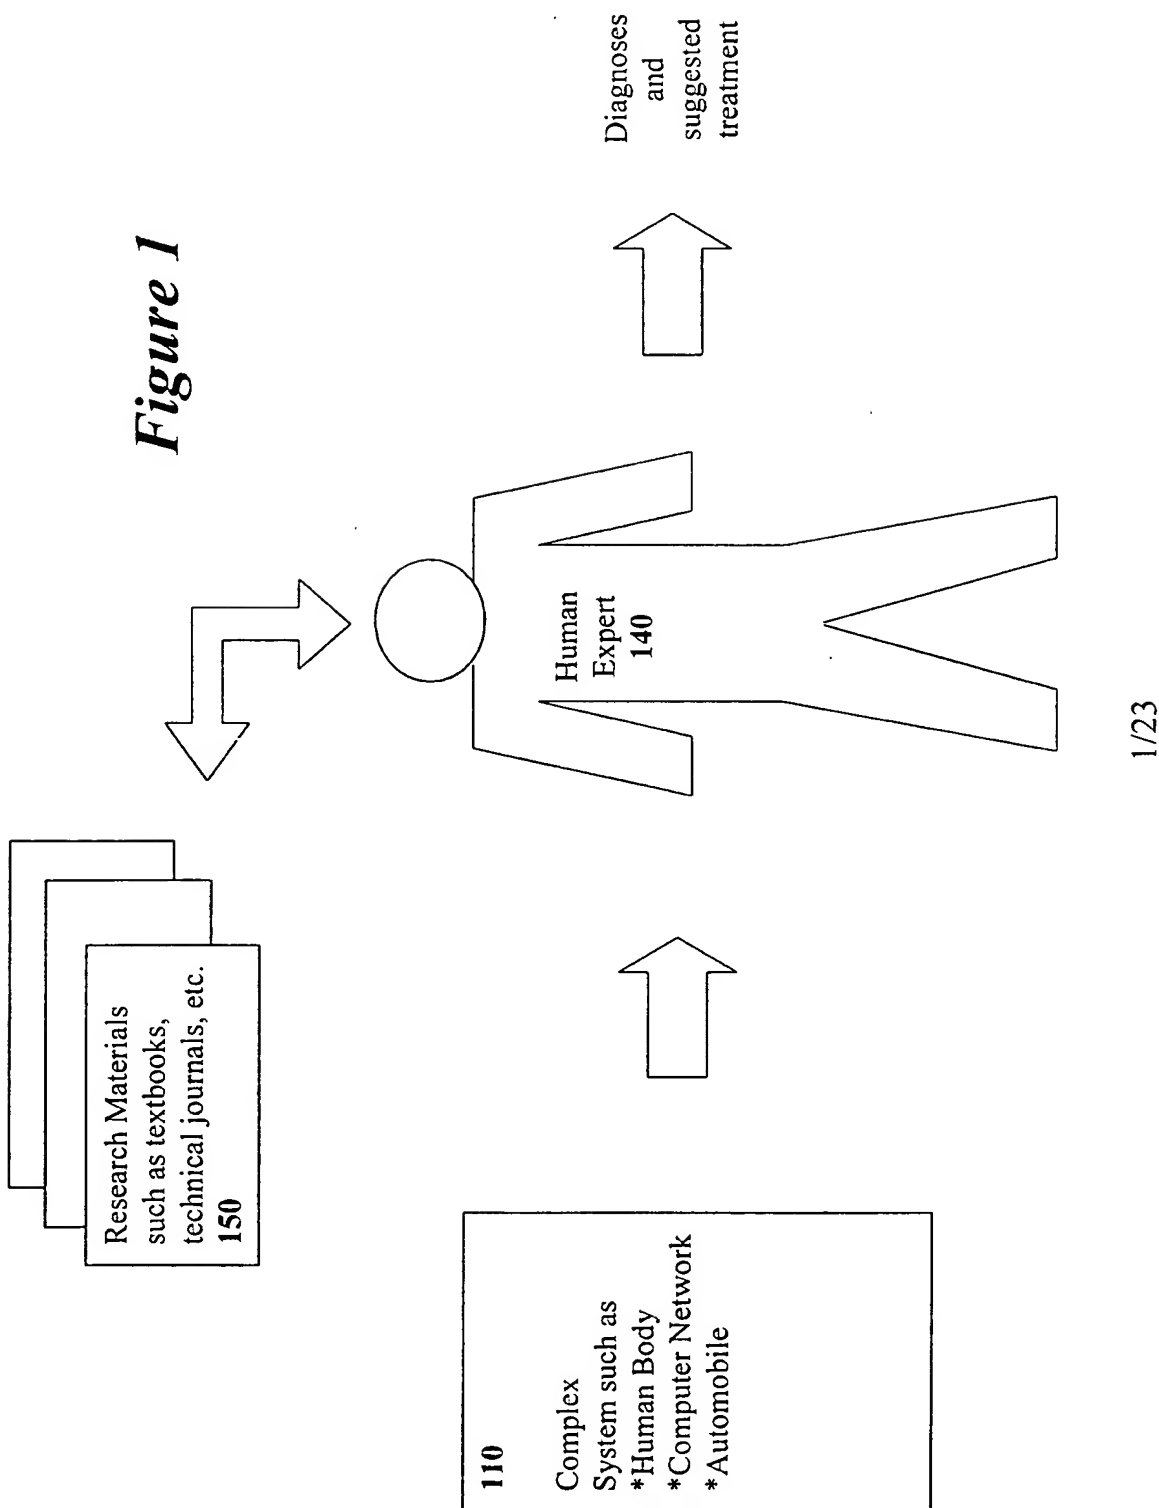 Figure 1
Research Materials
such as textbooks,
technical journals, etc.
150
110
Complex
System such as
*Human Body
*Computer Network
*Automobile
Human
Expert
140
Diagnoses
and
suggested
treatment
1/23